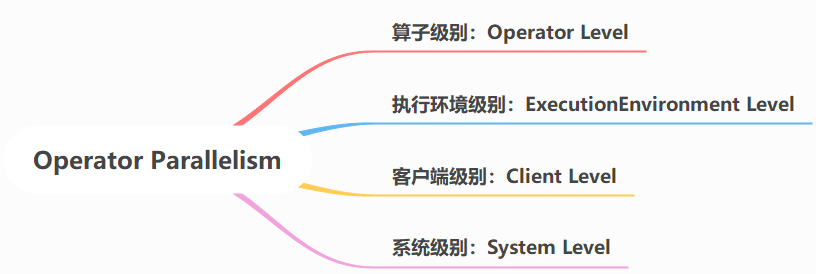 算子级别：Operator Level
执行环境级别：ExecutionEnvironment Level
Operator Parallelism
客户端级别：Client Level
系统级别：System Level